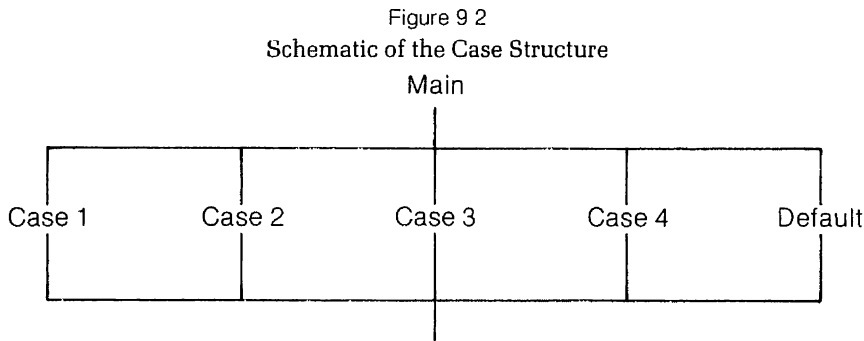 Figure 9 2
Schematic of the Case Structure
Main
Case 1 Case 2 Case 3 Case 4 Default